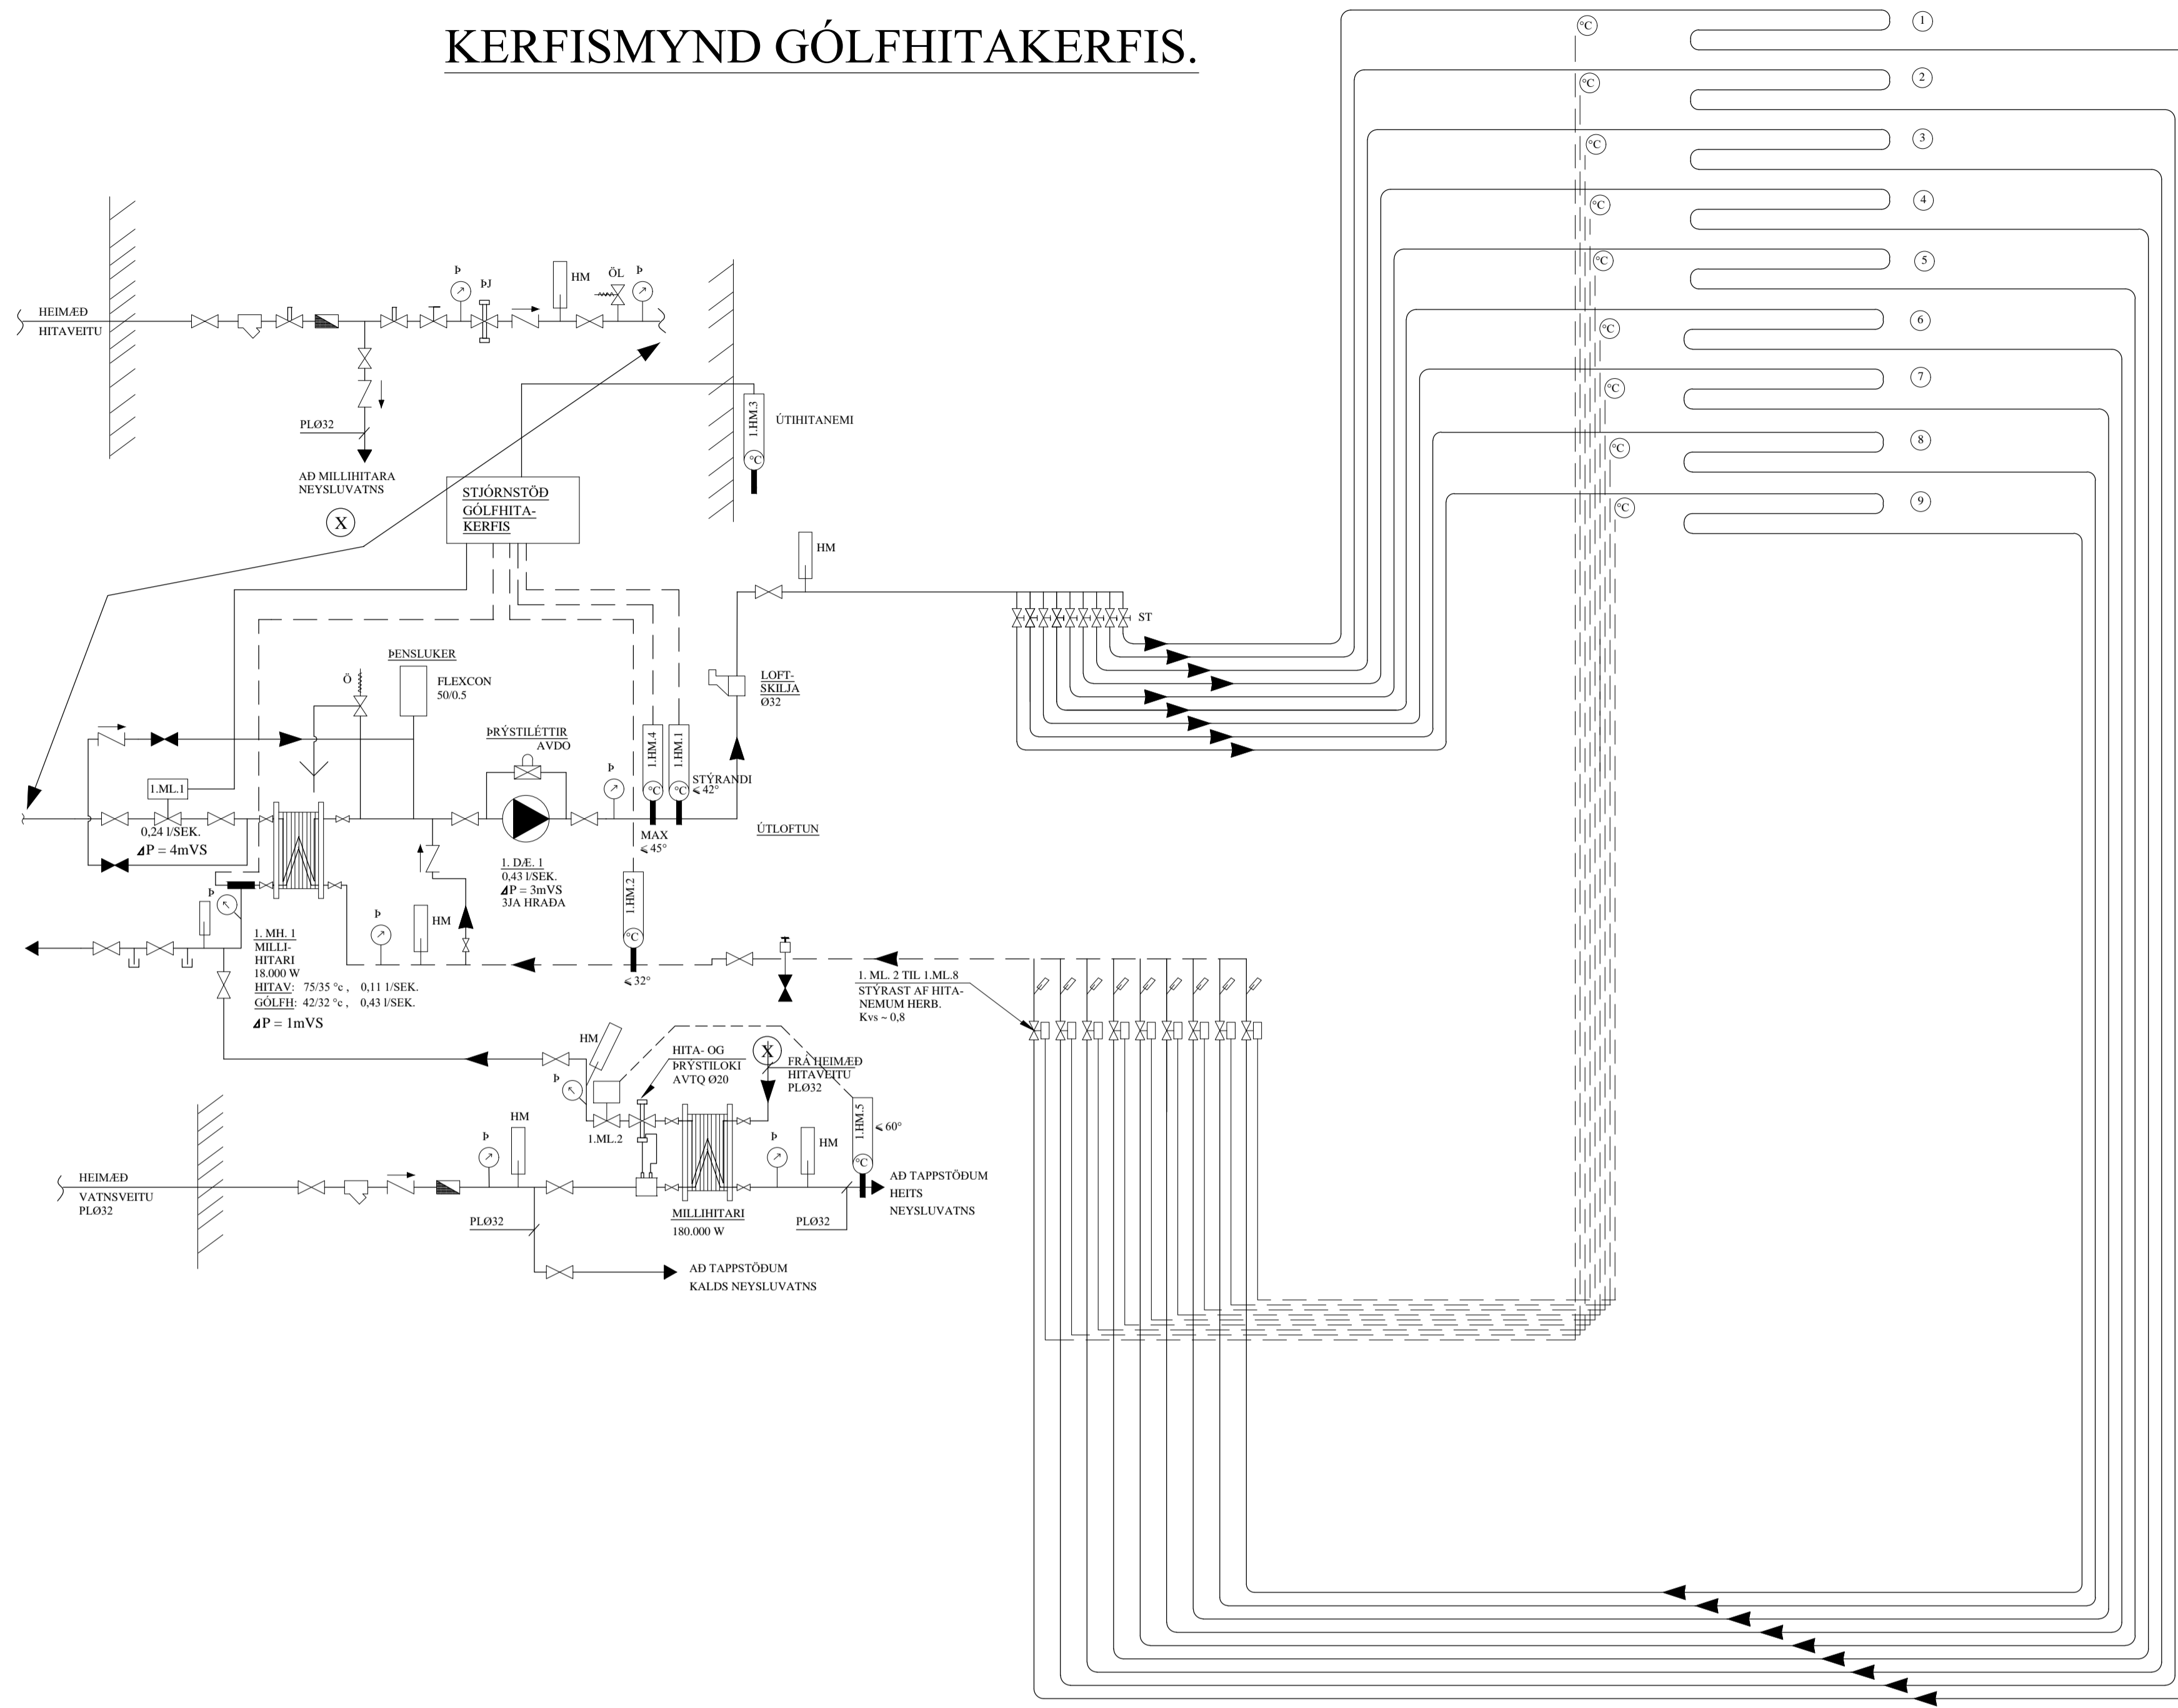 KERFISMYND GÓLFHITAKERFIS.
°C
1
°C
2
°C
3
°C
4
°C
5
°C
6
°C
7
°C
8
°C
9
HEIMÆÐ
HITAVEITU
Þ
ÞJ
HM
ÖL
Þ
PLØ32
AÐ MILLIHITARA
NEYSLUVATNS
X
1.HM.3
°C
ÚTIHITANEMI
STJÓRNSTÖÐ
GÓLFHITA-
KERFIS
HM
ST
ÞENSLUKER
FLEXCON
50/0.5
Ö
LOFT-
SKILJA
Ø32
ÞRÝSTILÉTTIR
AVDO
Þ
1.HM.4
°C
1.HM.1
°C
STÝRANDI
⩽ 42°
MAX
⩽ 45°
ÚTLOFTUN
1.ML.1
0,24 l/SEK.
⊿P = 4mVS
1. DÆ. 1
0,43 l/SEK.
⊿P = 3mVS
3JA HRAÐA
1.HM.2
°C
⩽ 32°
Þ
Þ
HM
1. MH. 1
MILLI-
HITARI
18.000 W
HITAV: 75/35 °c , 0,11 l/SEK.
GÓLFH: 42/32 °c , 0,43 l/SEK.
⊿P = 1mVS
1. ML. 2 TIL 1.ML.8
STÝRAST AF HITA-
NEMUM HERB.
Kvs ~ 0,8
HM
Þ
HITA- OG
ÞRÝSTILOKI
AVTQ Ø20
X
FRÁ HEIMÆÐ
HITAVEITU
PLØ32
1.ML.2
1.HM.5
°C
⩽ 60°
HEIMÆÐ
VATNSVEITU
PLØ32
Þ
HM
Þ
HM
PLØ32
MILLIHITARI
180.000 W
PLØ32
AÐ TAPPSTÖÐUM
HEITS
NEYSLUVATNS
AÐ TAPPSTÖÐUM
KALDS NEYSLUVATNS